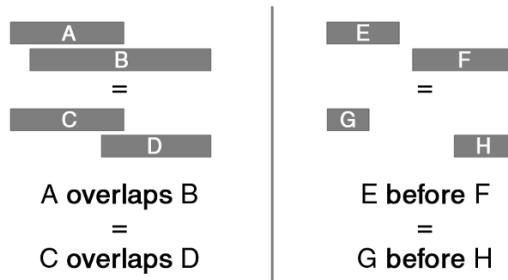 A
B
=
C
D
A overlaps B
=
C overlaps D
E
F
=
G
H
E before F
=
G before H